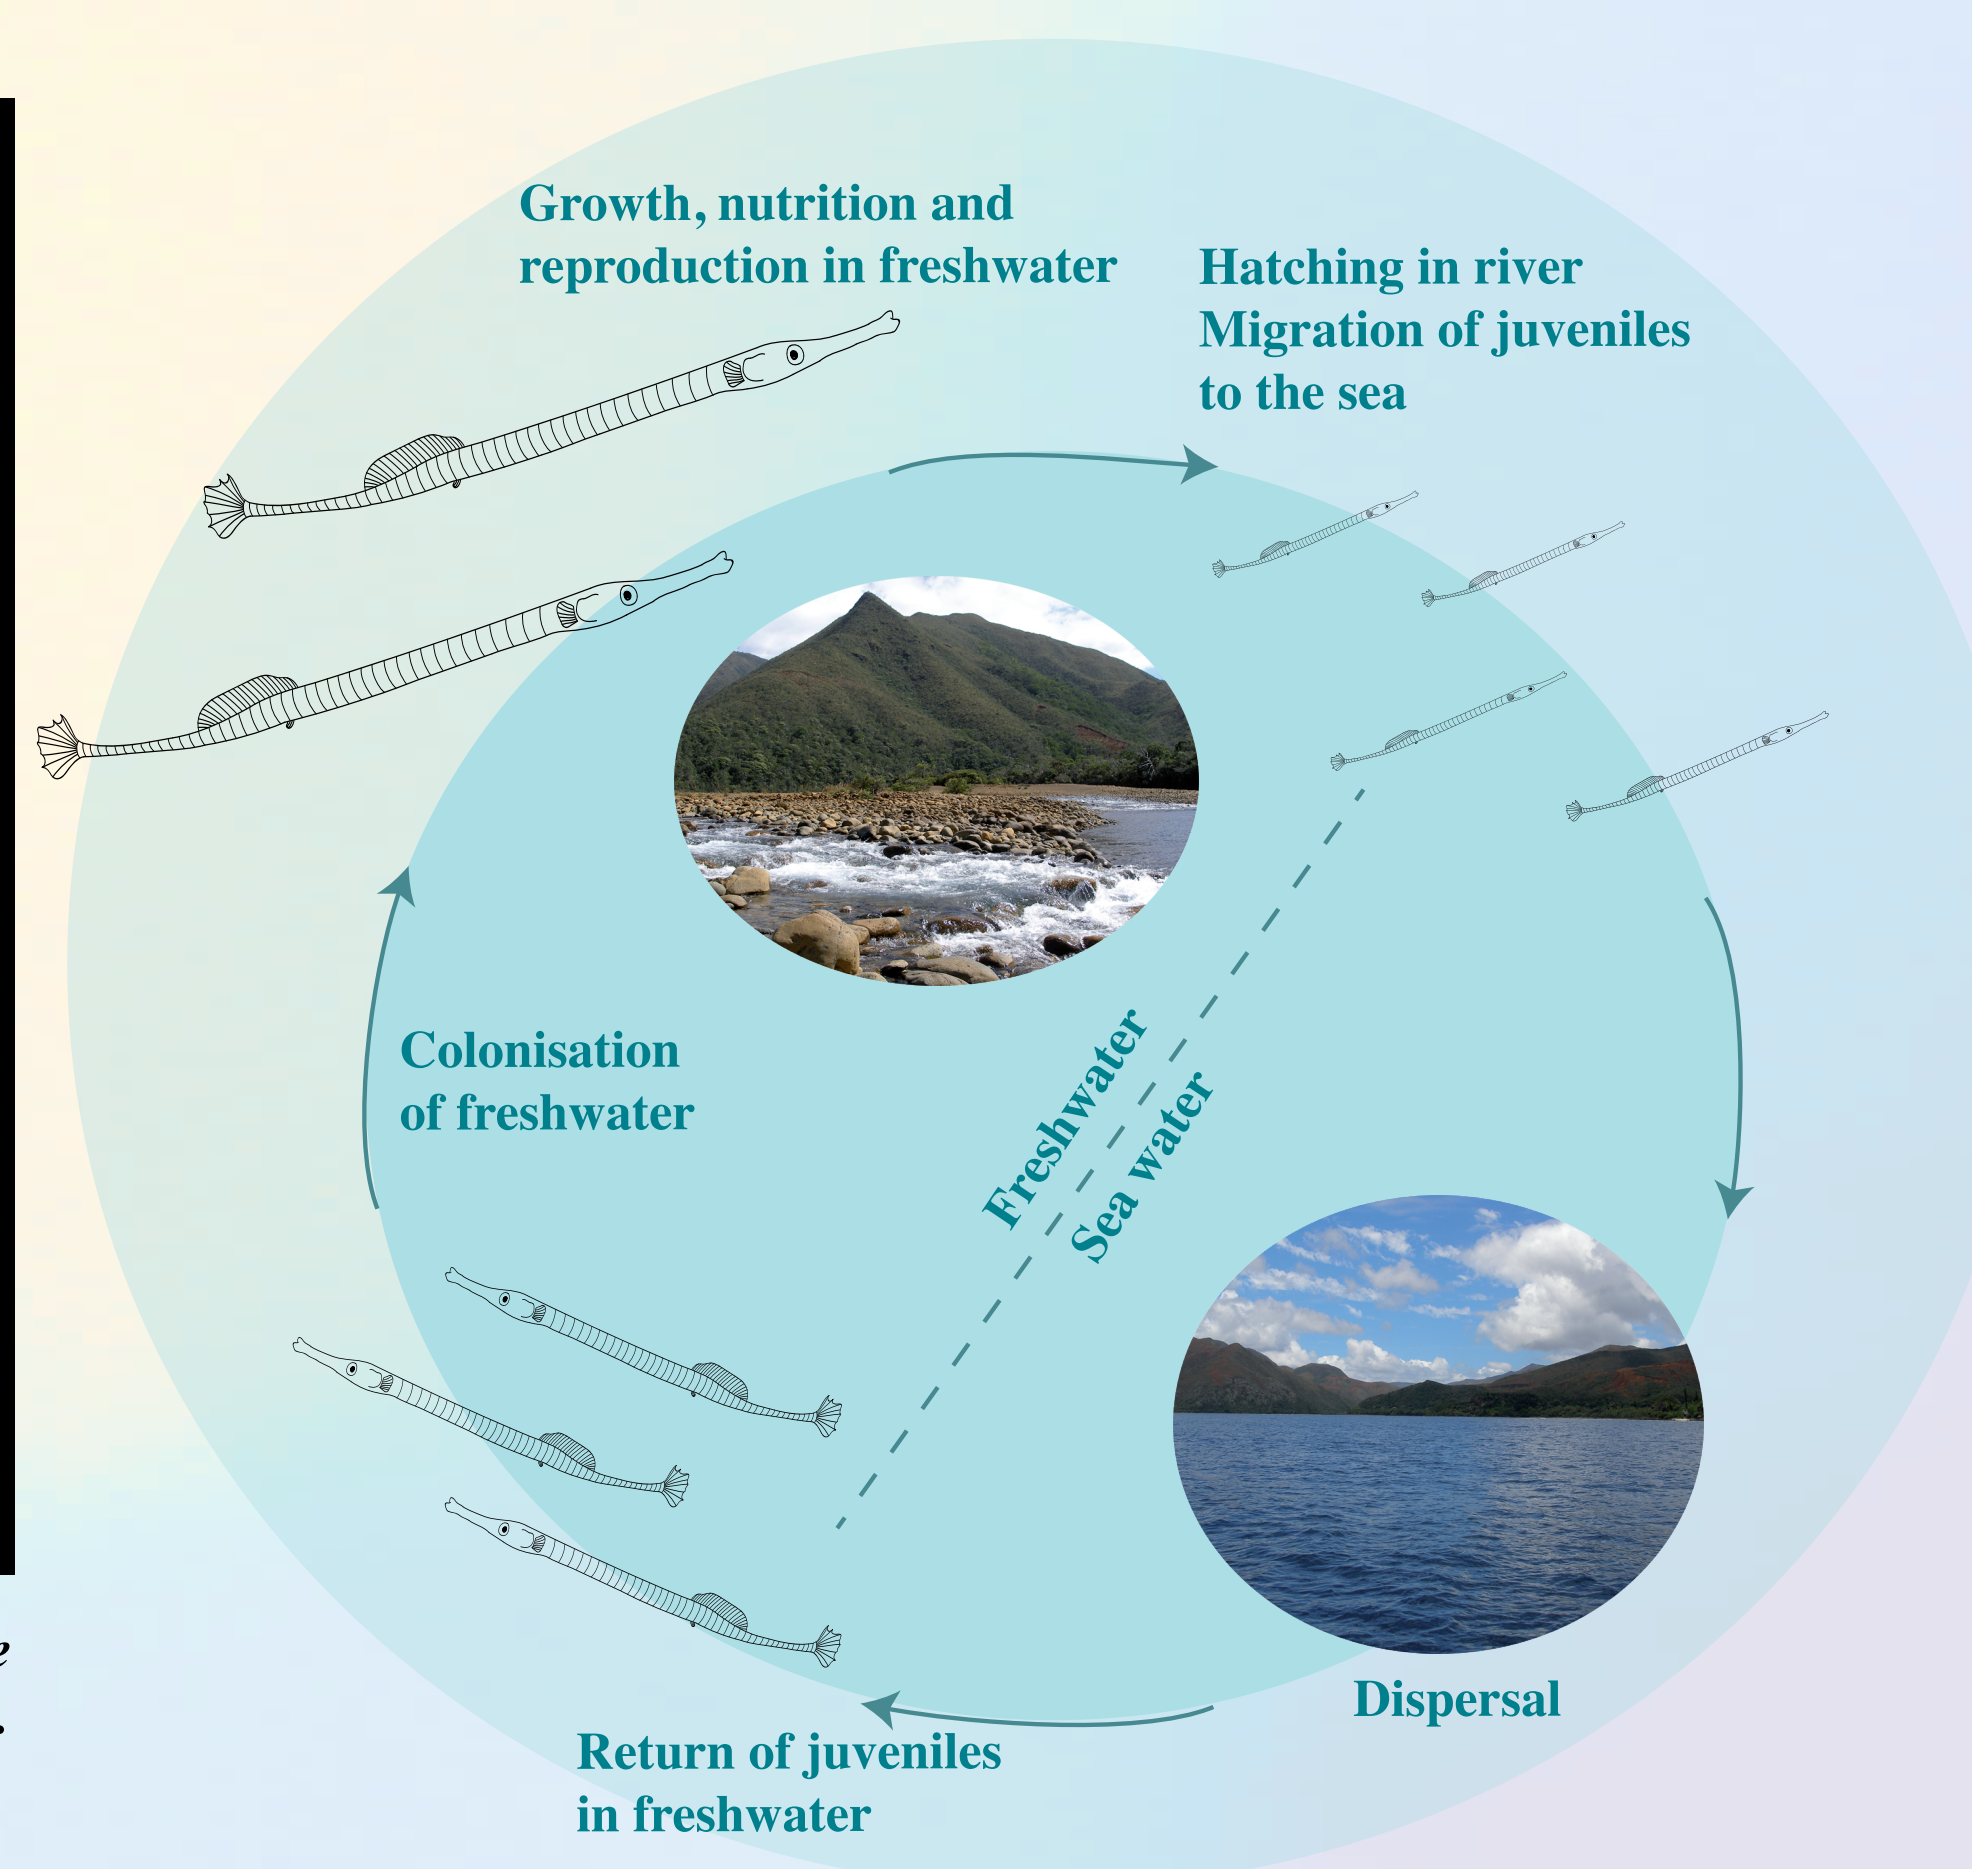 Growth, nutrition and
reproduction in freshwater
Hatching in river
Migration of juveniles
to the sea
Colonisation
of freshwater
Freshwater
Sea water
Dispersal
Return of juveniles
in freshwater